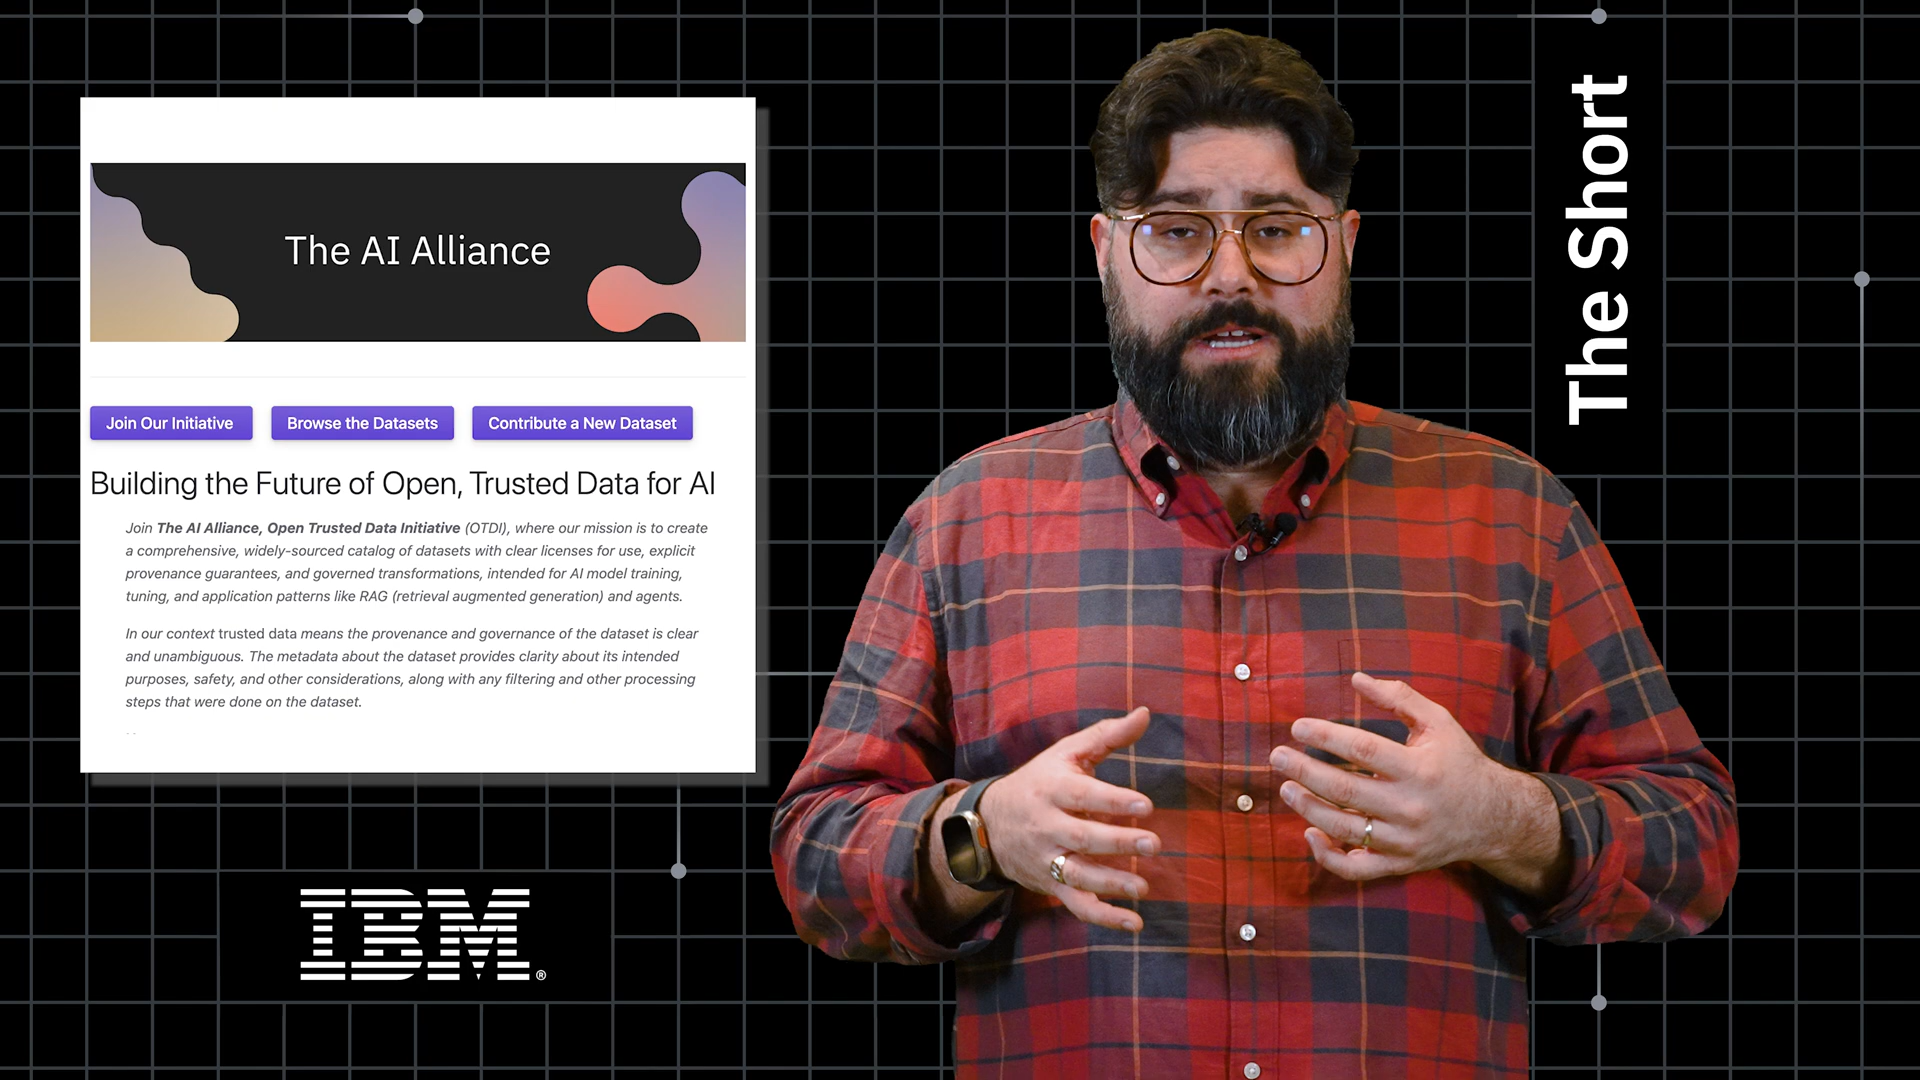 The AI Alliance
Join Our Initiative
Browse the Datasets
Contribute a New Dataset
Building the Future of Open, Trusted Data for AI
Join The AI Alliance, Open Trusted Data Initiative (OTDI), where our mission is to create
a comprehensive, widely-sourced catalog of datasets with clear licenses for use, explicit
provenance guarantees, and governed transformations, intended for AI model training,
tuning, and application patterns like RAG (retrieval augmented generation) and agents.
In our context trusted data means the provenance and governance of the dataset is clear
and unambiguous. The metadata about the dataset provides clarity about its intended
purposes, safety, and other considerations, along with any filtering and other processing
steps that were done on the dataset.
IBM®
The Short